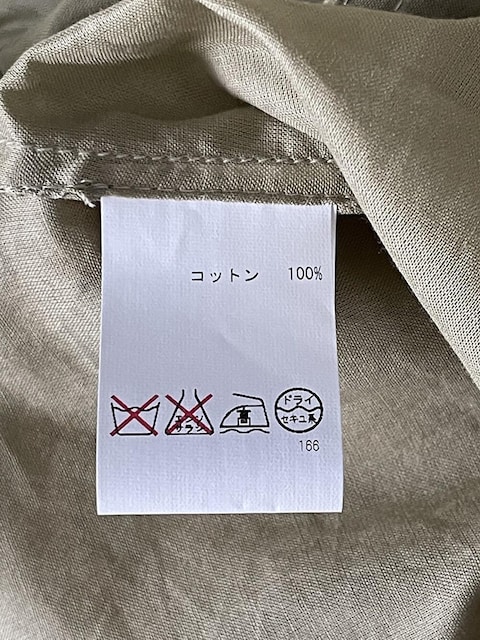 コットン 100%
エンソ
サラシ
高
ドライ
セキユ系
166